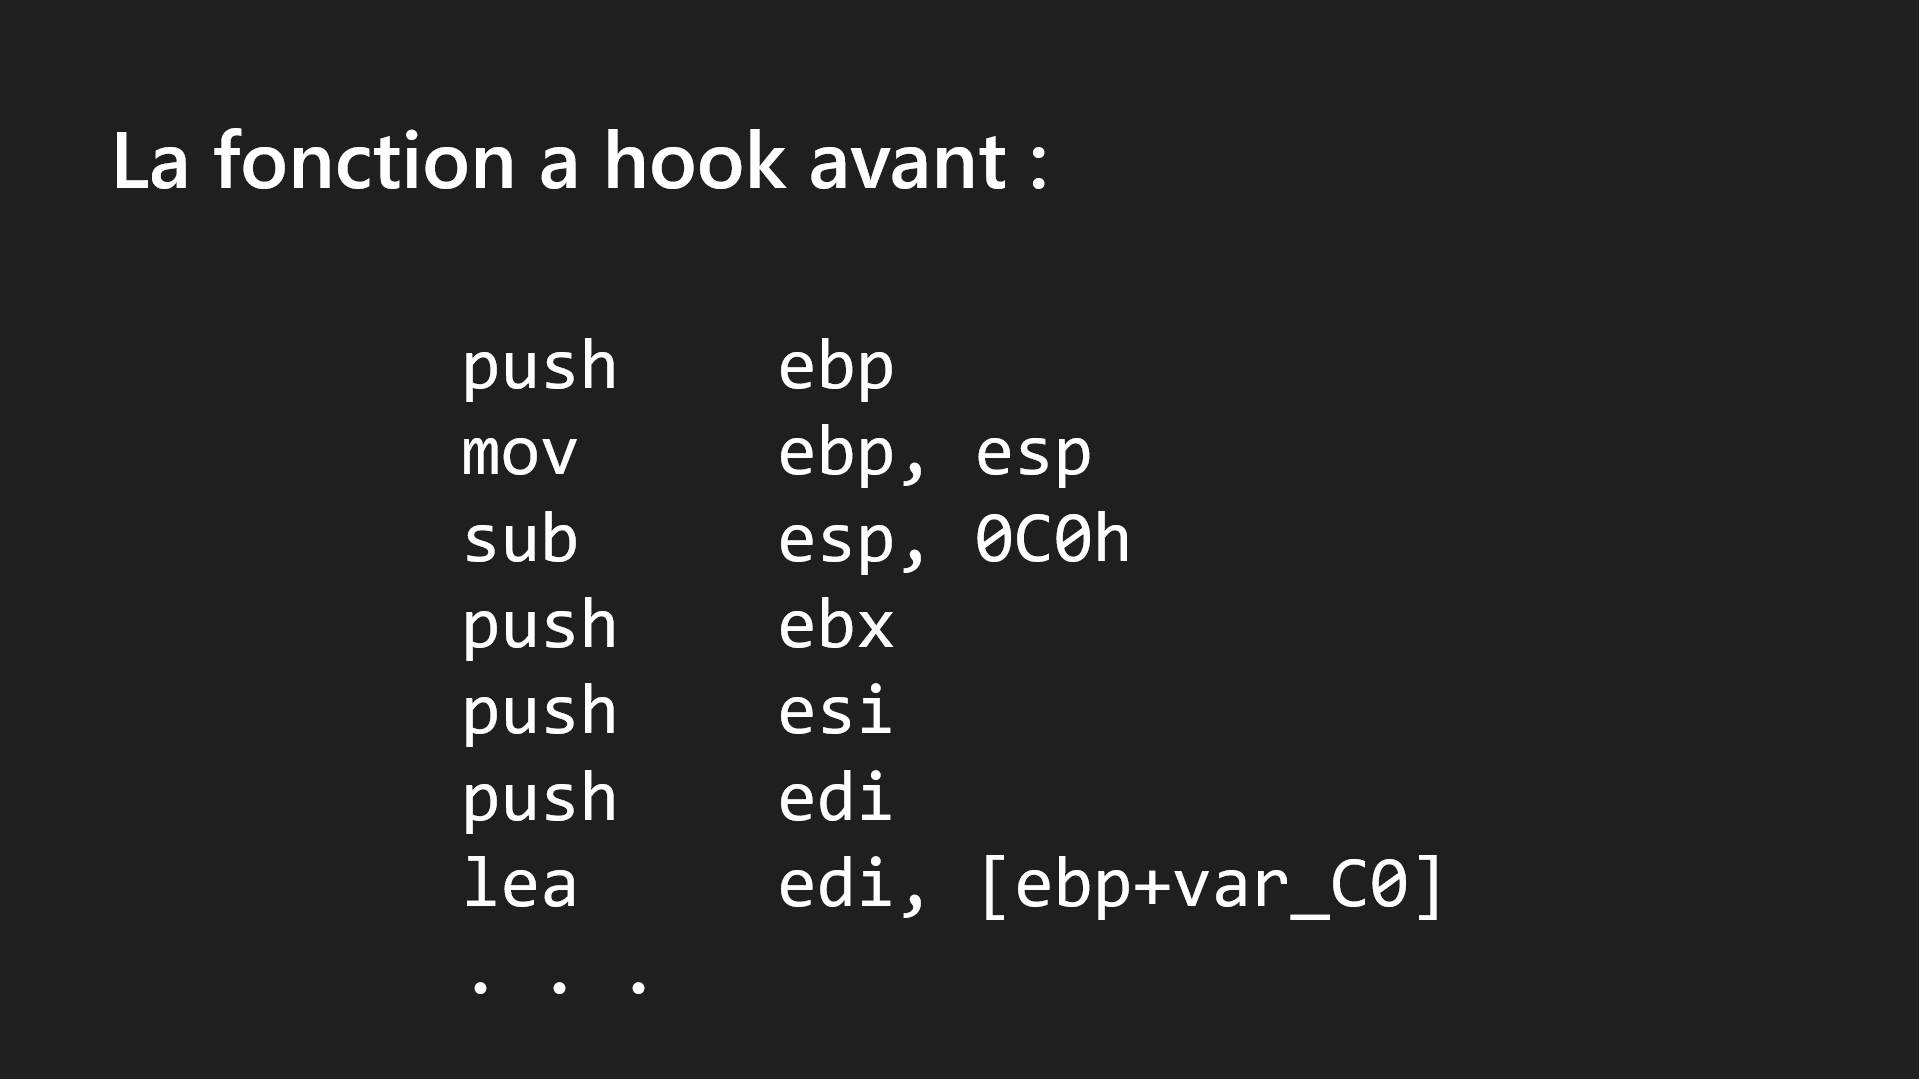 La fonction a hook avant :
push ebp
mov ebp, esp
sub esp, 0C0h
push ebx
push esi
push edi
lea edi, [ebp+var_C0]
. . .